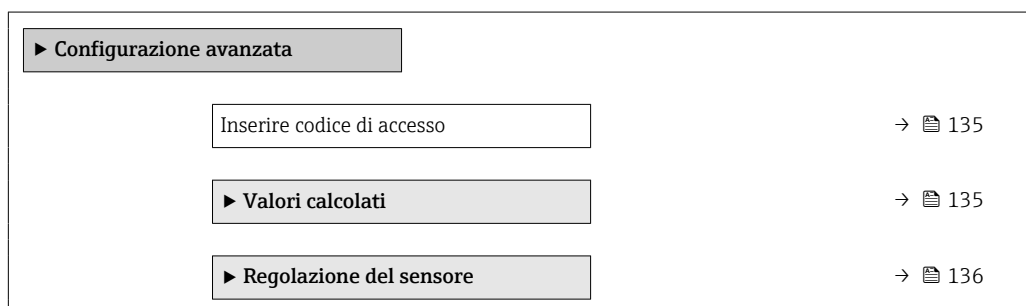 ▶ Configurazione avanzata
Inserire codice di accesso → 135
▶ Valori calcolati → 135
▶ Regolazione del sensore → 136